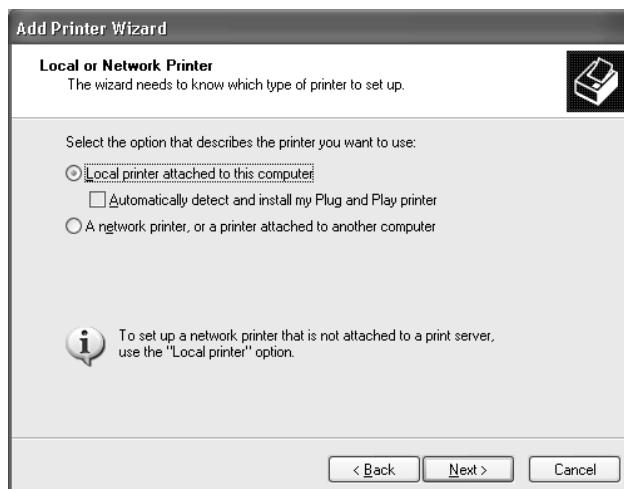 Add Printer Wizard
Local or Network Printer
The wizard needs to know which type of printer to set up.
Select the option that describes the printer you want to use:
Local printer attached to this computer
Automatically detect and install my Plug and Play printer
A network printer, or a printer attached to another computer
To set up a network printer that is not attached to a print server,
use the "Local printer" option.
< Back
Next >
Cancel